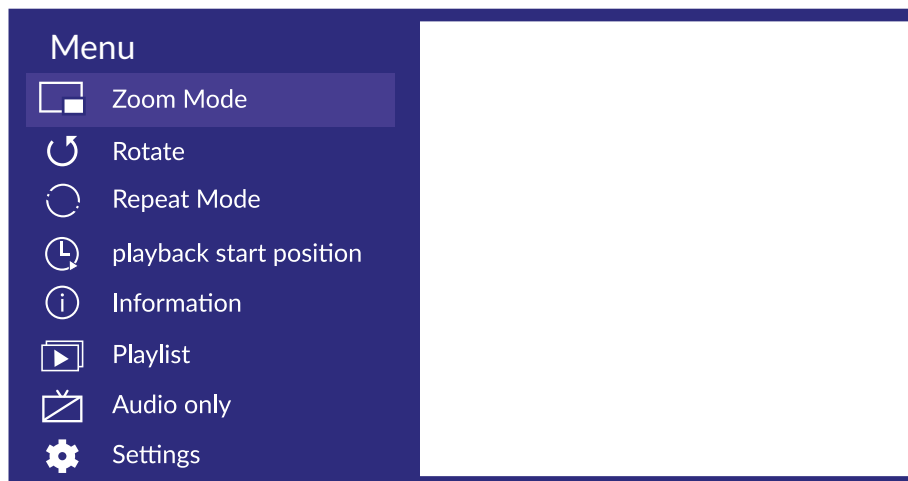 Menu
Zoom Mode
Rotate
Repeat Mode
playback start position
Information
Playlist
Audio only
Settings